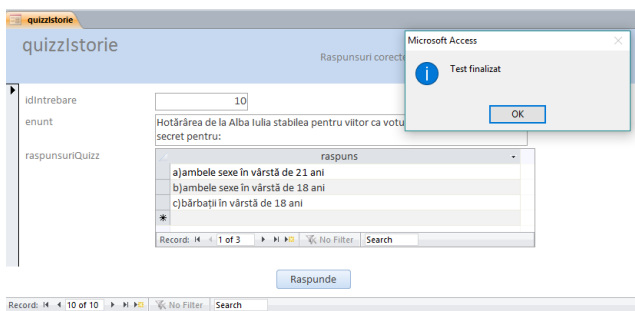 quizzIstorie
quizzIstorie
Raspunsuri corecte
Microsoft Access
Test finalizat
OK
idIntrebare
10
enunt
Hotărârea de la Alba Iulia stabilea pentru viitor ca votu
secret pentru:
raspunsuriQuizz
raspuns
a)ambele sexe în vârstă de 21 ani
b)ambele sexe în vârstă de 18 ani
c)bărbații în vârstă de 18 ani
Record: 1 of 3 No Filter Search
Raspunde
Record: 10 of 10 No Filter Search